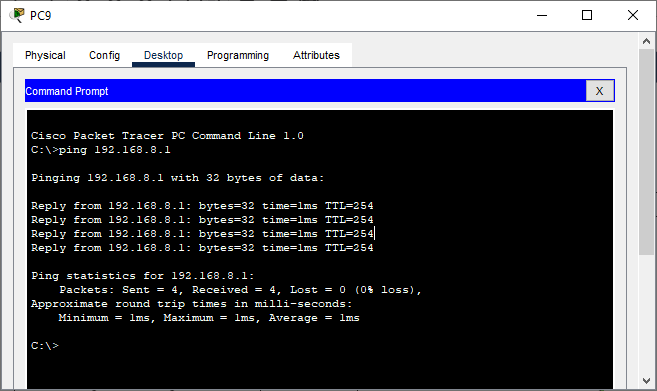 PC9
Physical Config Desktop Programming Attributes
Command Prompt X
Cisco Packet Tracer PC Command Line 1.0
C:\>ping 192.168.8.1
Pinging 192.168.8.1 with 32 bytes of data:
Reply from 192.168.8.1: bytes=32 time=1ms TTL=254
Reply from 192.168.8.1: bytes=32 time=1ms TTL=254
Reply from 192.168.8.1: bytes=32 time=1ms TTL=254
Reply from 192.168.8.1: bytes=32 time=1ms TTL=254
Ping statistics for 192.168.8.1:
    Packets: Sent = 4, Received = 4, Lost = 0 (0% loss),
Approximate round trip times in milli-seconds:
    Minimum = 1ms, Maximum = 1ms, Average = 1ms
C:\>